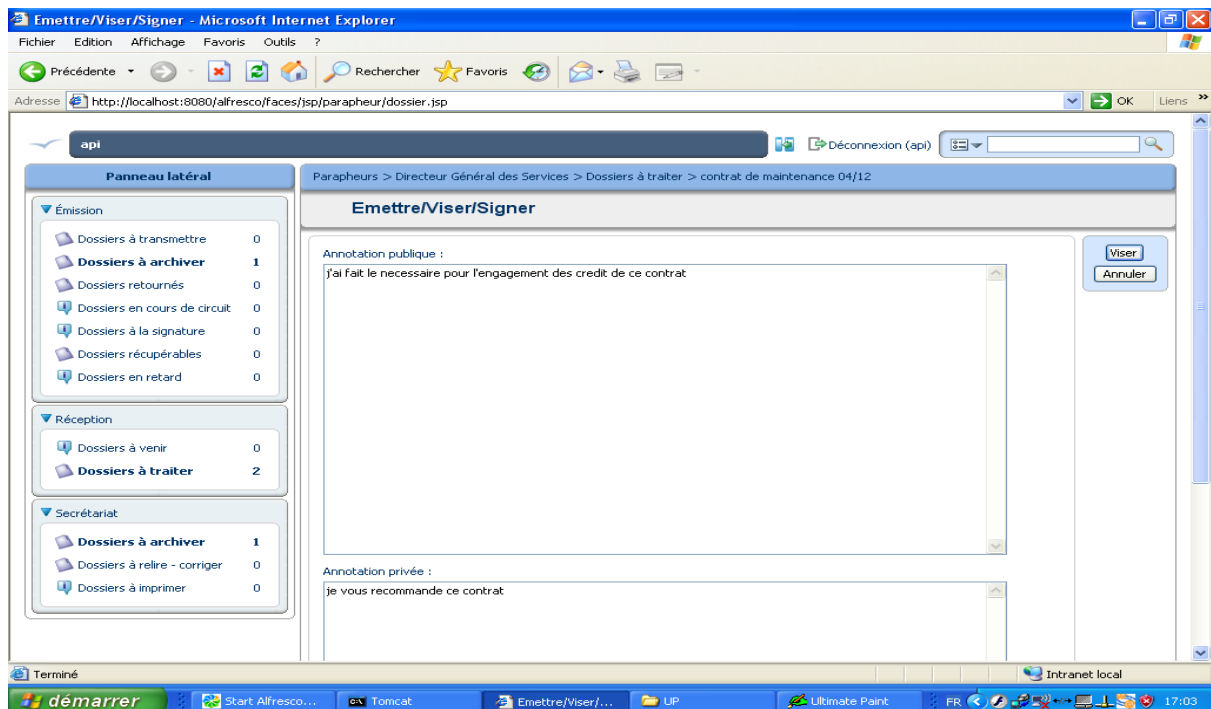 Emettre/Viser/Signer - Microsoft Internet Explorer
Fichier Edition Affichage Favoris Outils ?
Précédente Rechercher Favoris
Adresse http://localhost:8080/alfresco/faces/jsp/parapheur/dossier.jsp OK Liens »
api Déconnexion (api)
Panneau latéral
Parapheurs > Directeur Général des Services > Dossiers à traiter > contrat de maintenance 04/12
Emettre/Viser/Signer
Émission
Dossiers à transmettre 0
Dossiers à archiver 1
Dossiers retournés 0
Dossiers en cours de circuit 0
Dossiers à la signature 0
Dossiers récupérables 0
Dossiers en retard 0
Réception
Dossiers à venir 0
Dossiers à traiter 2
Secrétariat
Dossiers à archiver 1
Dossiers à relire - corriger 0
Dossiers à imprimer 0
Annotation publique :
j'ai fait le necessaire pour l'engagement des credit de ce contrat
Annotation privée :
je vous recommande ce contrat
Viser
Annuler
Terminé Intranet local
démarrer Start Alfresco... Tomcat Emettre/Viser/... UP Ultimate Paint FR 17:03